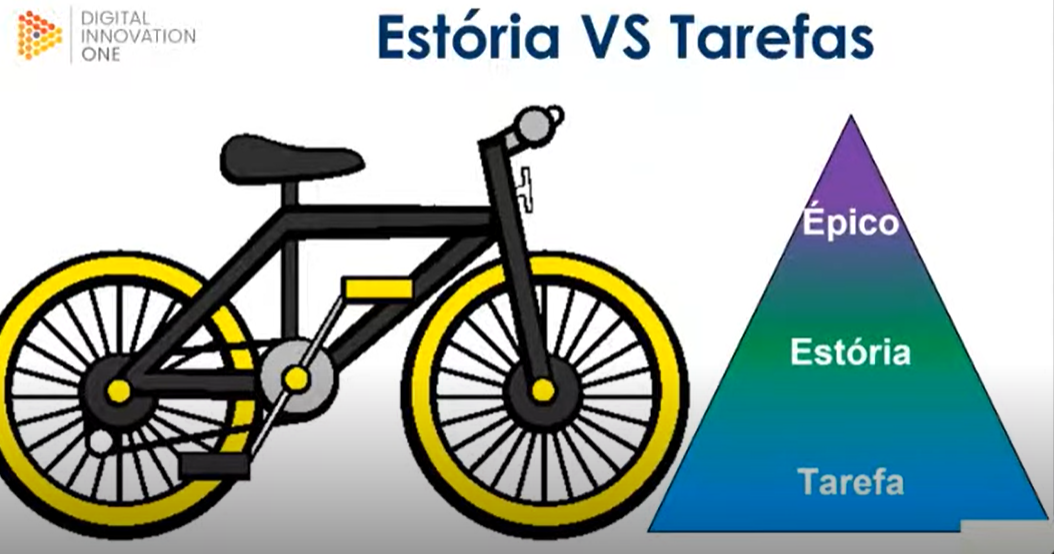 DIGITAL
INNOVATION
ONE
Estória VS Tarefas
Épico
Estória
Tarefa